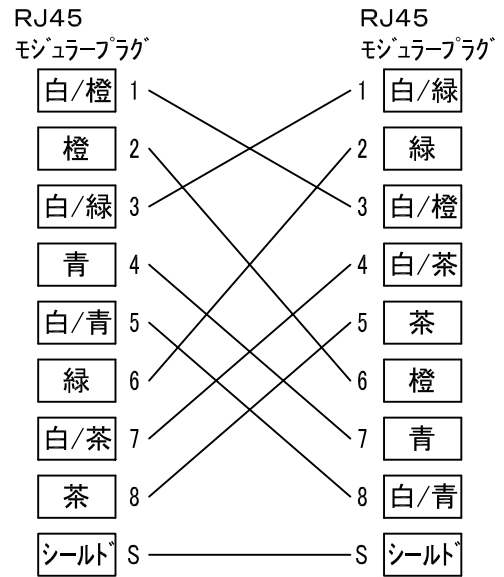 RJ45 RJ45
ﾓｼﾞｭﾗｰﾌﾟﾗｸﾞ ﾓｼﾞｭﾗｰﾌﾟﾗｸﾞ
白/橙 1 1 白/緑
橙 2 2 緑
白/緑 3 3 白/橙
青 4 4 白/茶
白/青 5 5 茶
緑 6 6 橙
白/茶 7 7 青
茶 8 8 白/青
ｼｰﾙﾄﾞ S S ｼｰﾙﾄﾞ